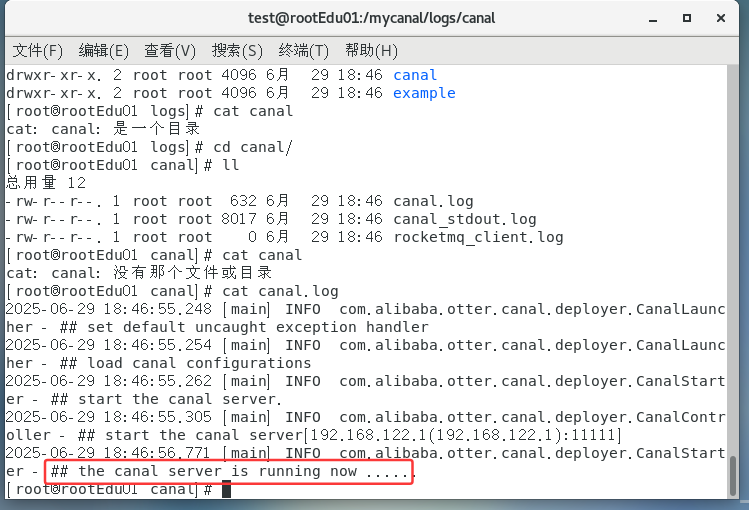 test@rootEdu01:/mycanal/logs/canal
文件(F) 编辑(E) 查看(V) 搜索(S) 终端(T) 帮助(H)
drwxr-xr-x. 2 root root 4096 6月  29 18:46 canal
drwxr-xr-x. 2 root root 4096 6月  29 18:46 example
[root@rootEdu01 logs]# cat canal
cat: canal: 是一个目录
[root@rootEdu01 logs]# cd canal/
[root@rootEdu01 canal]# ll
总用量 12
-rw-r--r--. 1 root root  632 6月  29 18:46 canal.log
-rw-r--r--. 1 root root 8017 6月  29 18:46 canal_stdout.log
-rw-r--r--. 1 root root    0 6月  29 18:46 rocketmq_client.log
[root@rootEdu01 canal]# cat canal
cat: canal: 没有那个文件或目录
[root@rootEdu01 canal]# cat canal.log
2025-06-29 18:46:55.248 [main] INFO  com.alibaba.otter.canal.deployer.CanalLaunc
her - ## set default uncaught exception handler
2025-06-29 18:46:55.254 [main] INFO  com.alibaba.otter.canal.deployer.CanalLaunc
her - ## load canal configurations
2025-06-29 18:46:55.262 [main] INFO  com.alibaba.otter.canal.deployer.CanalStart
er - ## start the canal server.
2025-06-29 18:46:55.305 [main] INFO  com.alibaba.otter.canal.deployer.CanalContr
oller - ## start the canal server[192.168.122.1(192.168.122.1):11111]
2025-06-29 18:46:56.771 [main] INFO  com.alibaba.otter.canal.deployer.CanalStart
er - ## the canal server is running now ......
[root@rootEdu01 canal]#